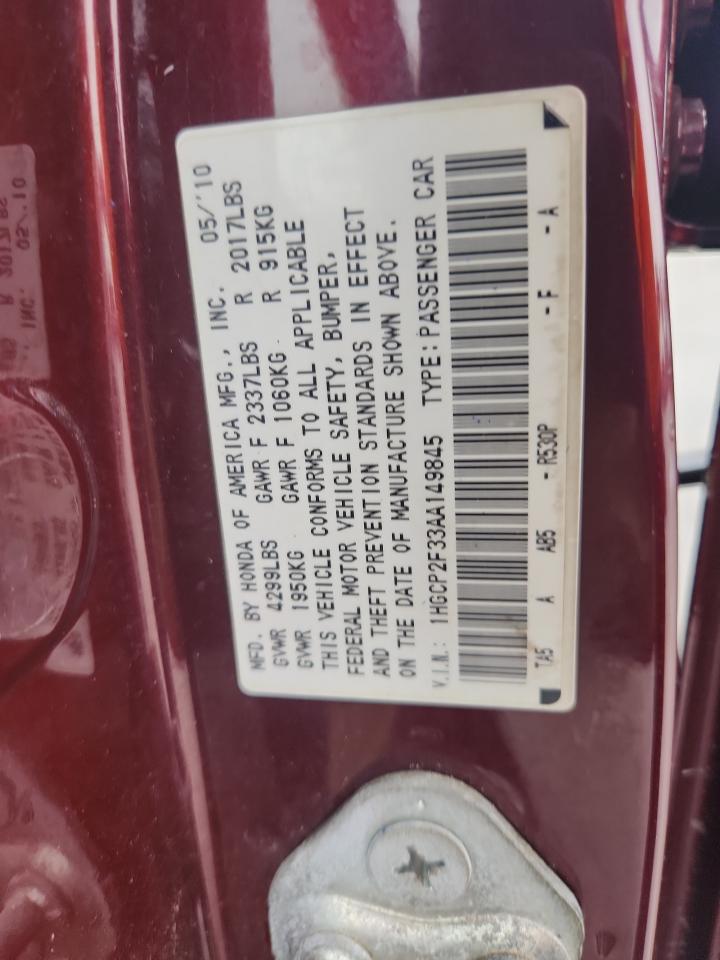 MFD. BY HONDA OF AMERICA MFG., INC. 05/'10
GVWR 4299LBS GAWR F 2337LBS R 2017LBS
GVWR 1950KG GAWR F 1060KG R 915KG
THIS VEHICLE CONFORMS TO ALL APPLICABLE
FEDERAL MOTOR VEHICLE SAFETY, BUMPER,
AND THEFT PREVENTION STANDARDS IN EFFECT
ON THE DATE OF MANUFACTURE SHOWN ABOVE.
V.I.N.: 1HGCP2F33AA149845 TYPE:PASSENGER CAR
TA5 A AB5 - R530P - F - A